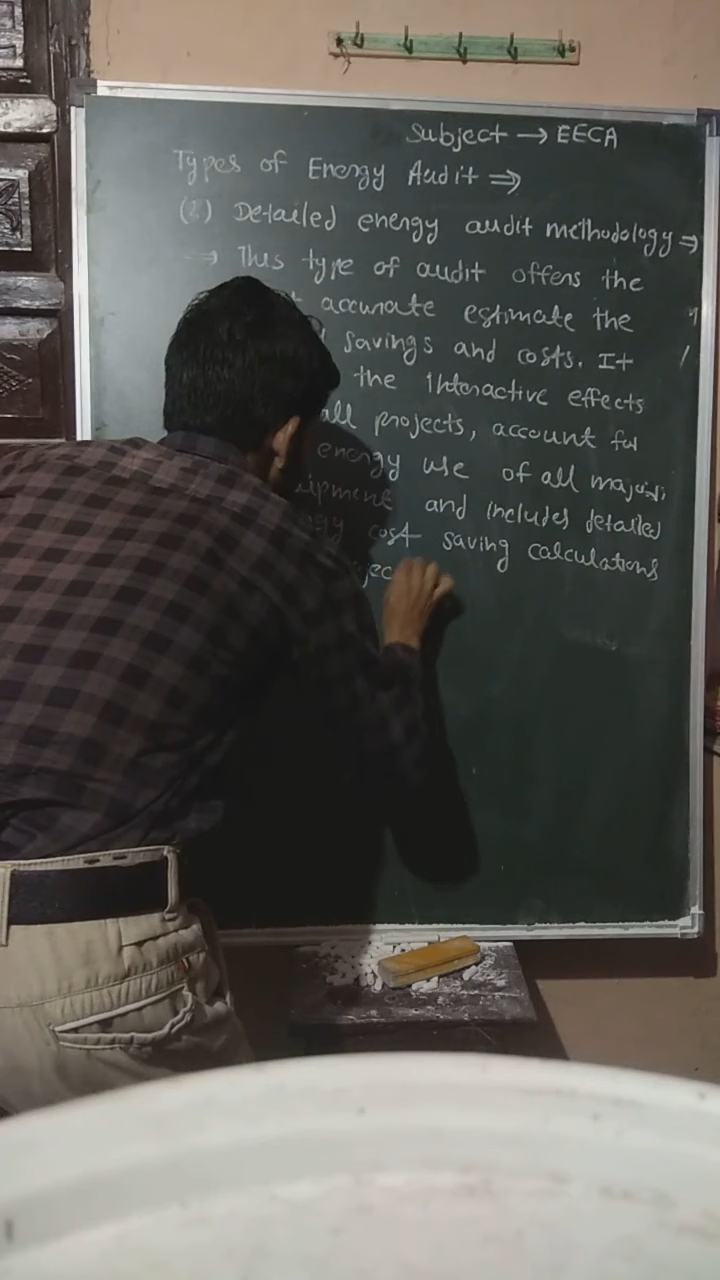 Subject → EECA
Types of Energy Audit ⇒
(2) Detailed energy audit methodology ⇒
→ This type of audit offers the
accurate estimate the
savings and costs. It
the interactive effects
all projects, account for
energy use of all major
and includes detailed
cost saving calculations